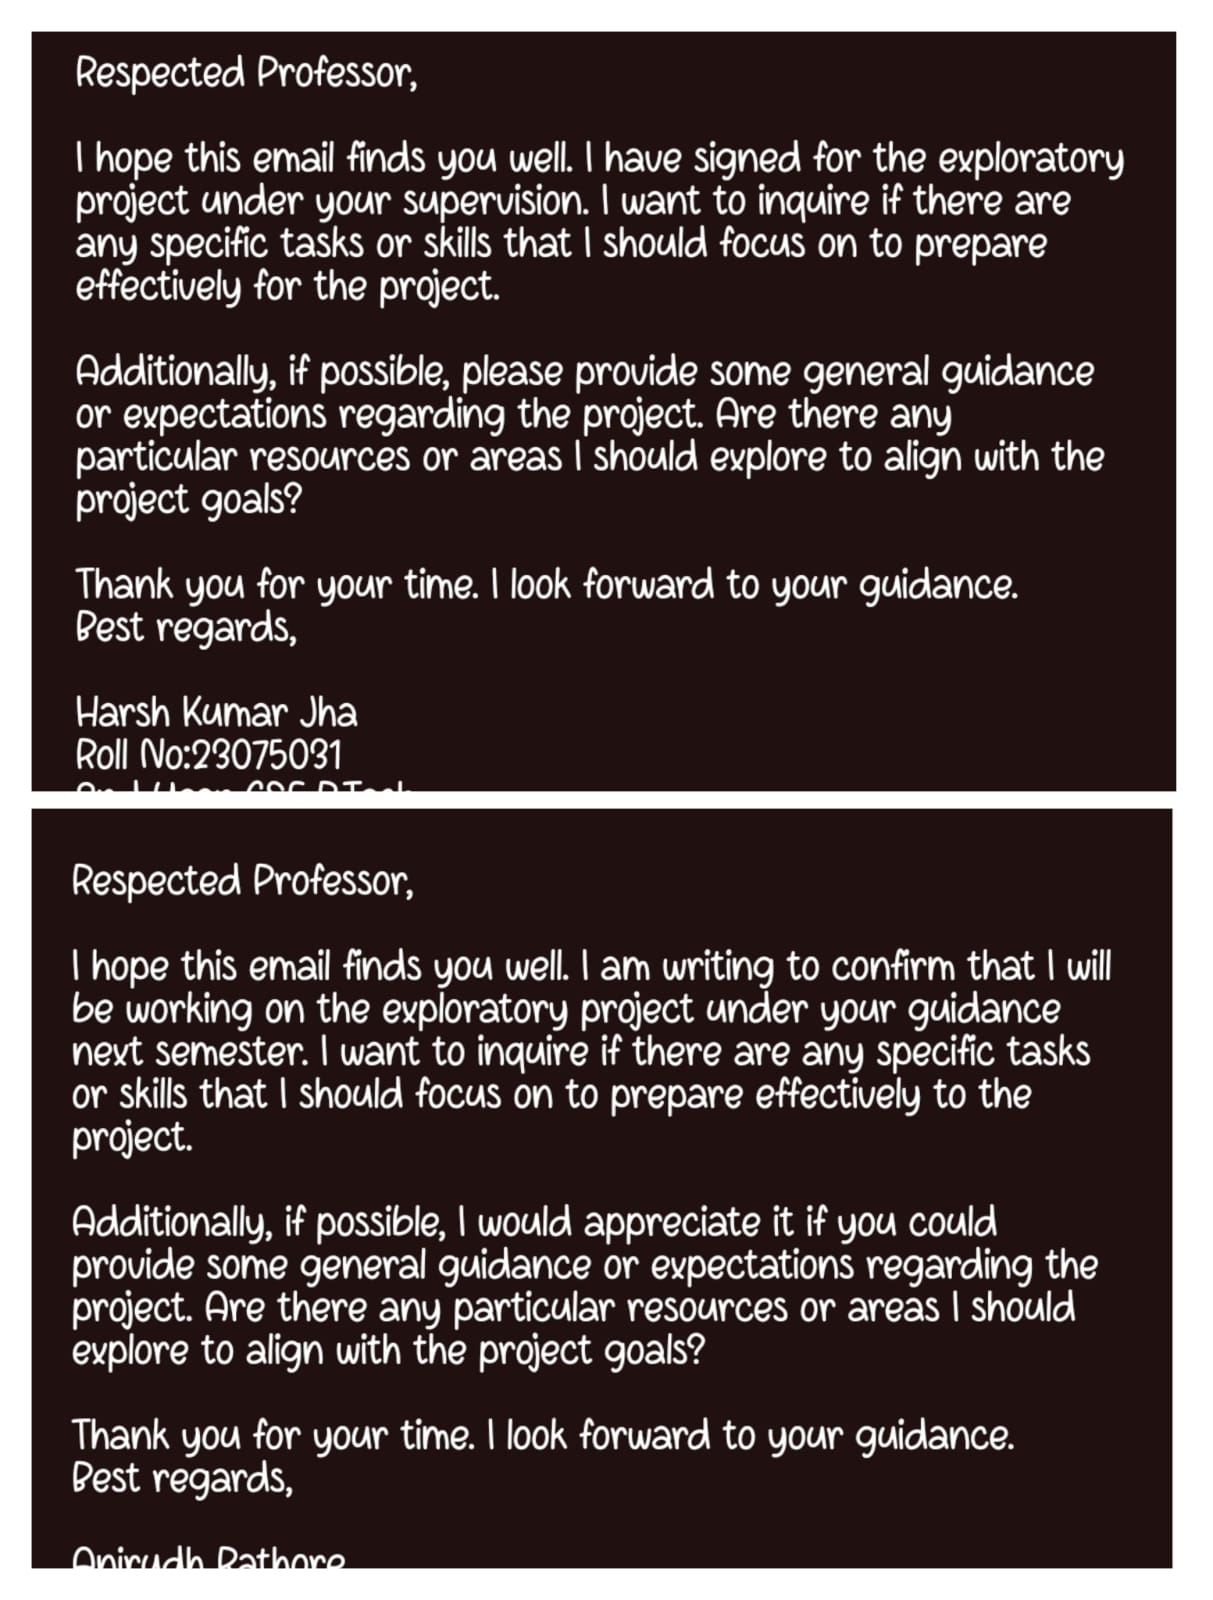 Respected Professor,
I hope this email finds you well. I have signed for the exploratory
project under your supervision. I want to inquire if there are
any specific tasks or skills that I should focus on to prepare
effectively for the project.
Additionally, if possible, please provide some general guidance
or expectations regarding the project. Are there any
particular resources or areas I should explore to align with the
project goals?
Thank you for your time. I look forward to your guidance.
Best regards,
Harsh Kumar Jha
Roll No:23075031
Respected Professor,
I hope this email finds you well. I am writing to confirm that I will
be working on the exploratory project under your guidance
next semester. I want to inquire if there are any specific tasks
or skills that I should focus on to prepare effectively to the
project.
Additionally, if possible, I would appreciate it if you could
provide some general guidance or expectations regarding the
project. Are there any particular resources or areas I should
explore to align with the project goals?
Thank you for your time. I look forward to your guidance.
Best regards,
Anirudh Rathore